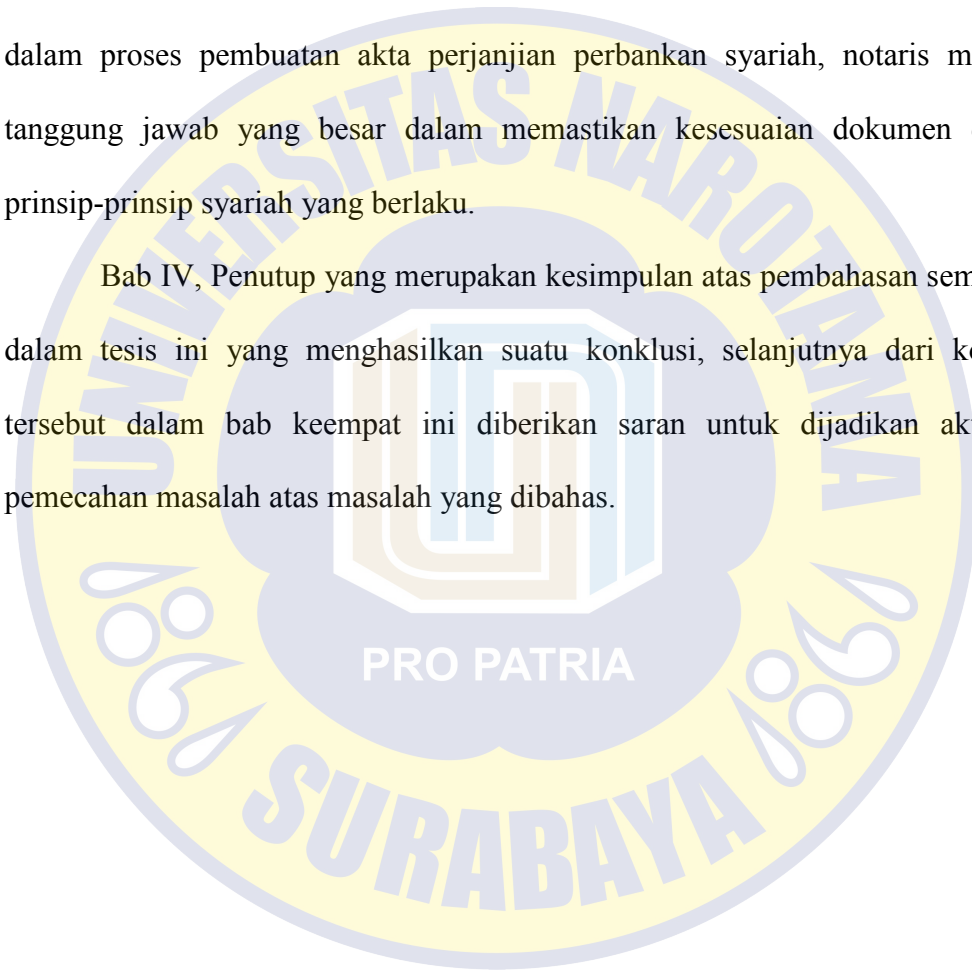 dalam proses pembuatan akta perjanjian perbankan syariah, notaris
tanggung jawab yang besar dalam memastikan kesesuaian dokumen
prinsip-prinsip syariah yang berlaku.
Bab IV, Penutup yang merupakan kesimpulan atas pembahasan
dalam tesis ini yang menghasilkan suatu konklusi, selanjutnya dari
tersebut dalam bab keempat ini diberikan saran untuk dijadikan
pemecahan masalah atas masalah yang dibahas.
UNIVERSITAS NAROTAMA
PRO PATRIA
SURABAYA